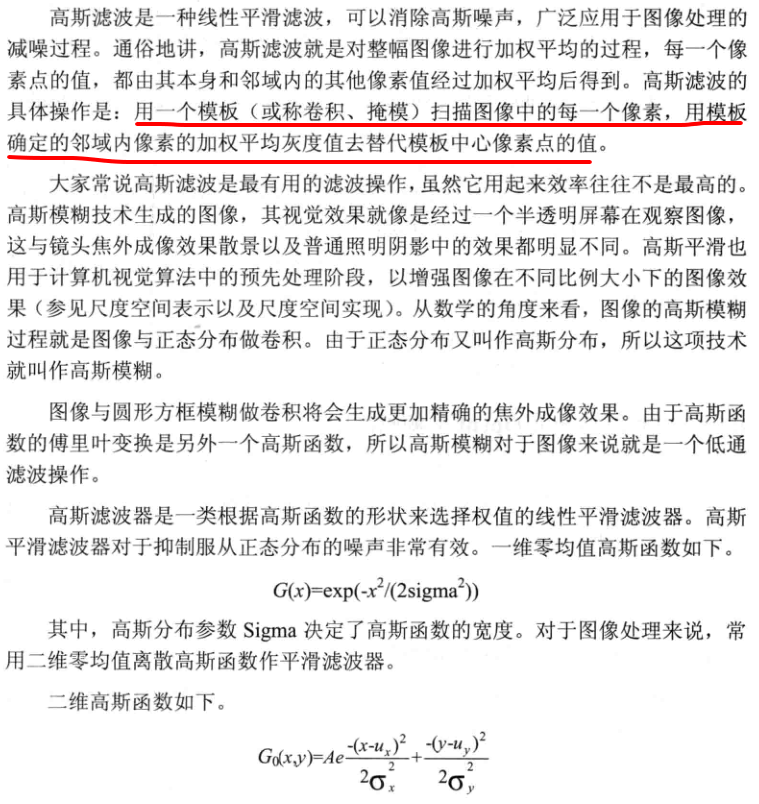 高斯滤波是一种线性平滑滤波，可以消除高斯噪声，广泛应用于图像处理的
减噪过程。通俗地讲，高斯滤波就是对整幅图像进行加权平均的过程，每一个像
素点的值，都由其本身和邻域内的其他像素值经过加权平均后得到。高斯滤波的
具体操作是：用一个模板（或称卷积、掩模）扫描图像中的每一个像素，用模板
确定的邻域内像素的加权平均灰度值去替代模板中心像素点的值。
大家常说高斯滤波是最有用的滤波操作，虽然它用起来效率往往不是最高的。
高斯模糊技术生成的图像，其视觉效果就像是经过一个半透明屏幕在观察图像，
这与镜头焦外成像效果散景以及普通照明阴影中的效果都明显不同。高斯平滑也
用于计算机视觉算法中的预先处理阶段，以增强图像在不同比例大小下的图像效
果（参见尺度空间表示以及尺度空间实现）。从数学的角度来看，图像的高斯模糊
过程就是图像与正态分布做卷积。由于正态分布又叫作高斯分布，所以这项技术
就叫作高斯模糊。
图像与圆形方框模糊做卷积将会生成更加精确的焦外成像效果。由于高斯函
数的傅里叶变换是另外一个高斯函数，所以高斯模糊对于图像来说就是一个低通
滤波操作。
高斯滤波器是一类根据高斯函数的形状来选择权值的线性平滑滤波器。高斯
平滑滤波器对于抑制服从正态分布的噪声非常有效。一维零均值高斯函数如下。
G(x)=exp(-x²/(2sigma²))
其中，高斯分布参数 Sigma 决定了高斯函数的宽度。对于图像处理来说，常
用二维零均值离散高斯函数作平滑滤波器。
二维高斯函数如下。
G₀(x,y)=Ae -(x-uₓ)²/2σₓ² + -(y-u_y)²/2σ_y²